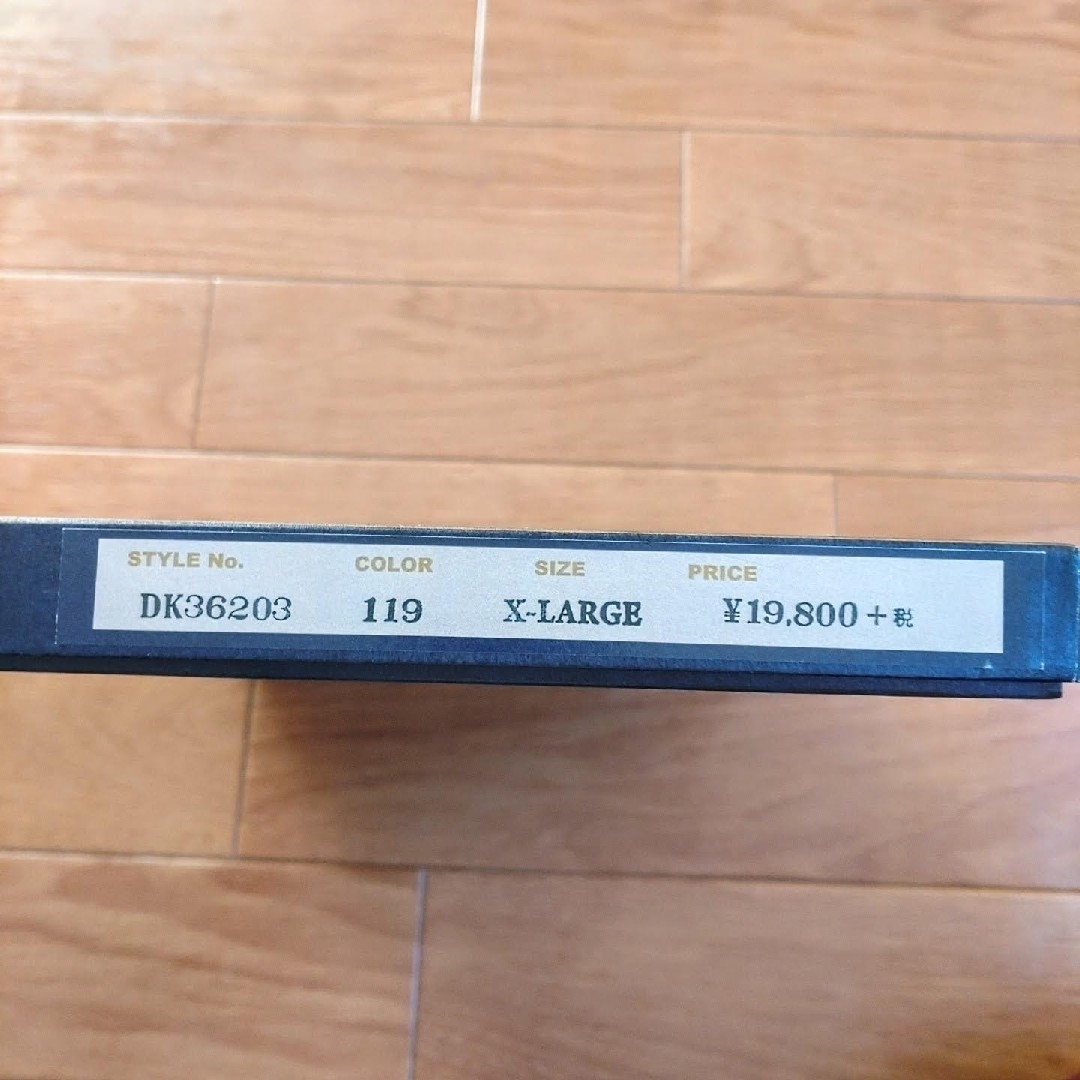 STYLE No. COLOR SIZE PRICE
DK36203 119 X-LARGE ¥19,800+税